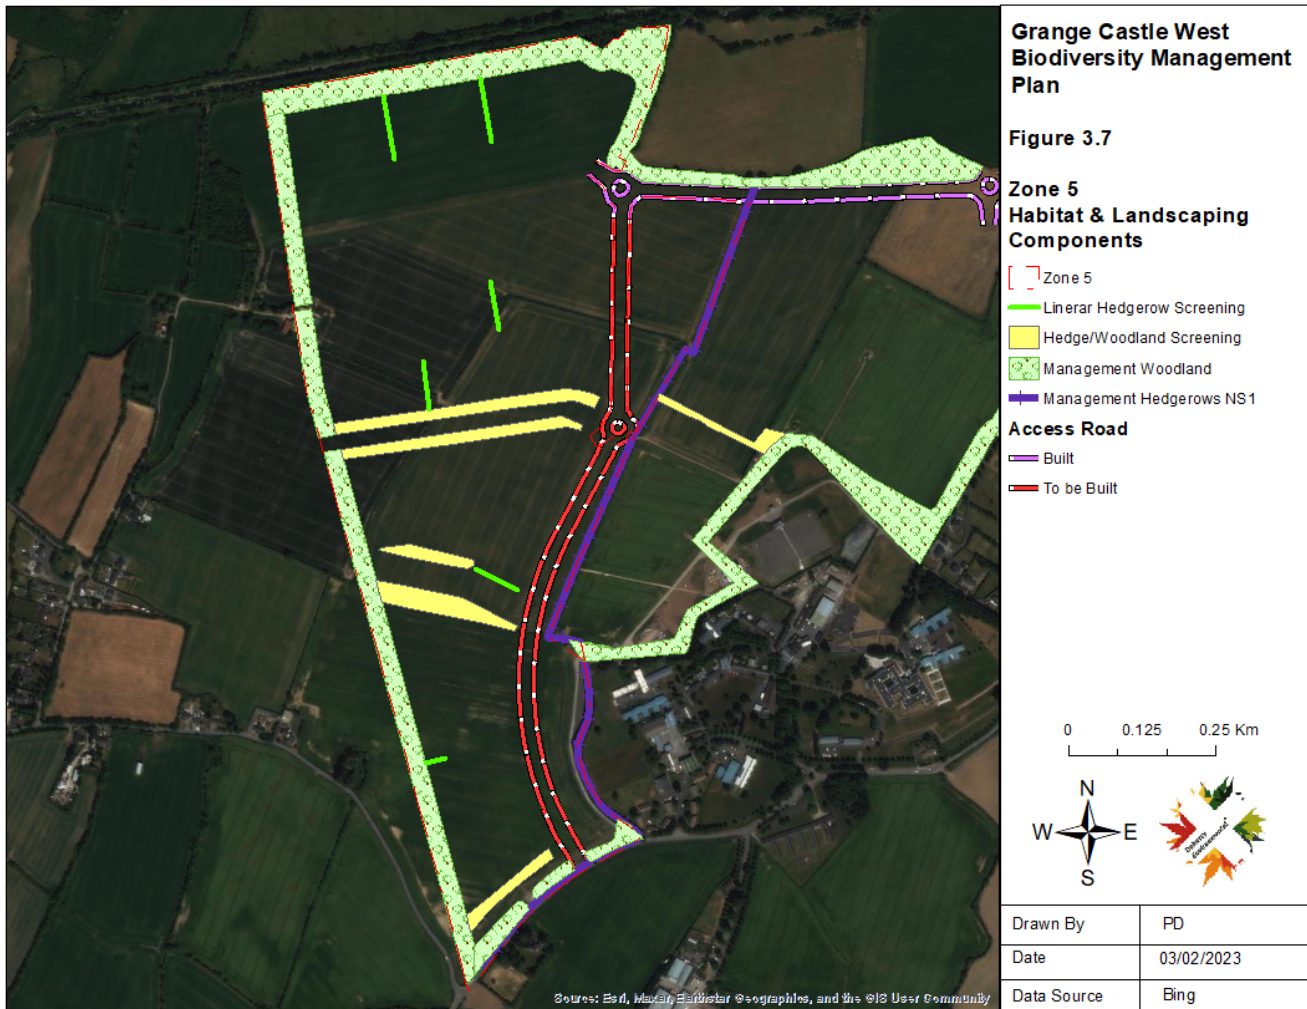 Grange Castle West
Biodiversity Management
Plan
Figure 3.7
Zone 5
Habitat & Landscaping
Components
Zone 5
Linerar Hedgerow Screening
Hedge/Woodland Screening
Management Woodland
Management Hedgerows NS1
Access Road
Built
To be Built
0 0.125 0.25 Km
N
W E
S
Drawn By PD
Date 03/02/2023
Data Source Bing
Source: Esri, Maxar, Earthstar Geographics, and the GIS User Community